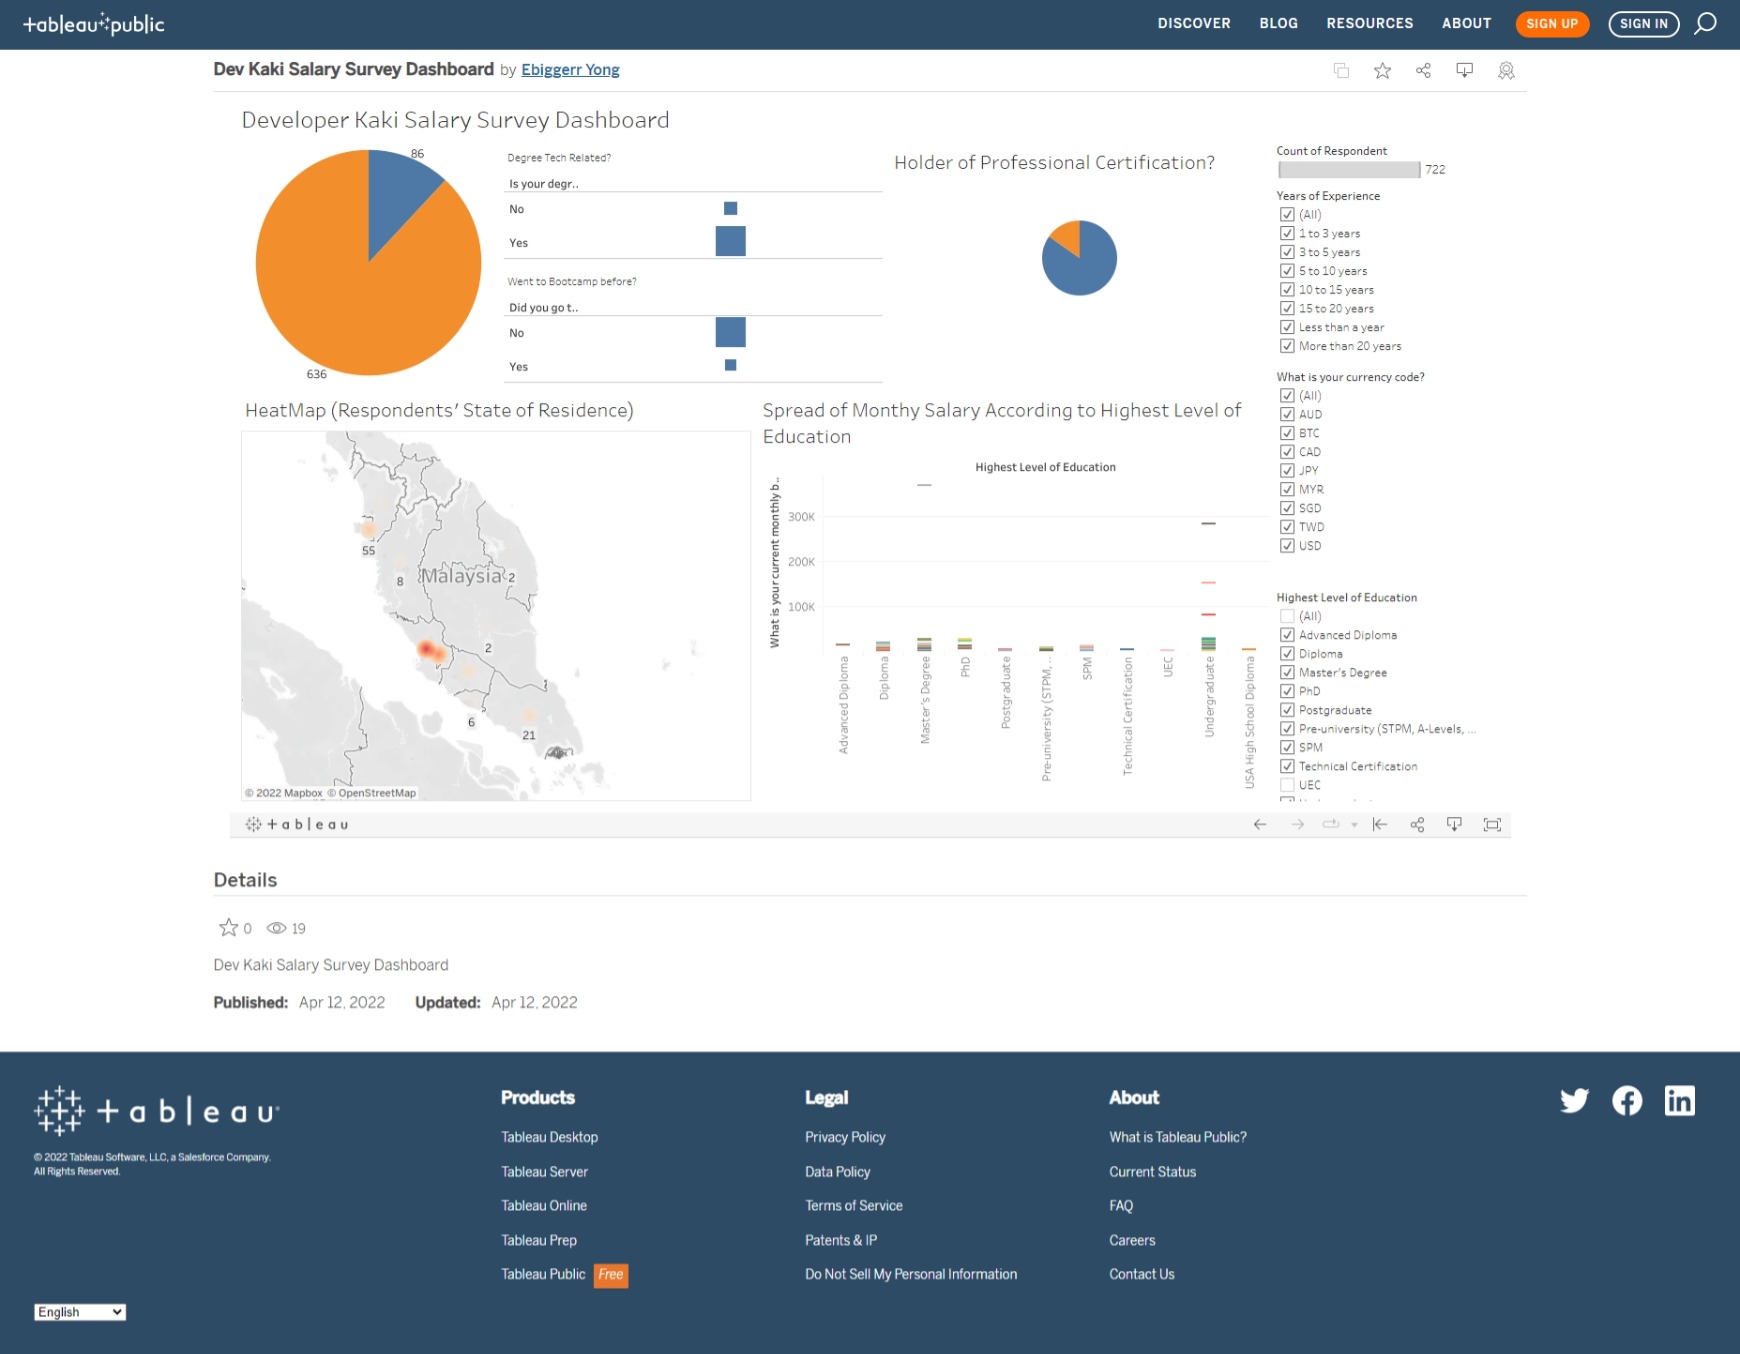 +ableau public
DISCOVER BLOG RESOURCES ABOUT SIGN UP SIGN IN
Dev Kaki Salary Survey Dashboard by Ebiggerr Yong
Developer Kaki Salary Survey Dashboard
86
636
Degree Tech Related?
Is your degr..
No
Yes
Went to Bootcamp before?
Did you go t..
No
Yes
Holder of Professional Certification?
Count of Respondent
722
Years of Experience
(All)
1 to 3 years
3 to 5 years
5 to 10 years
10 to 15 years
15 to 20 years
Less than a year
More than 20 years
What is your currency code?
(All)
AUD
BTC
CAD
JPY
MYR
SGD
TWD
USD
Highest Level of Education
(All)
Advanced Diploma
Diploma
Master's Degree
PhD
Postgraduate
Pre-university (STPM, A-Levels, ...
SPM
Technical Certification
UEC
HeatMap (Respondents' State of Residence)
55
8
Malaysia 2
2
6
21
© 2022 Mapbox © OpenStreetMap
Spread of Monthy Salary According to Highest Level of
Education
Highest Level of Education
What is your current monthly b..
300K
200K
100K
Advanced Diploma
Diploma
Master's Degree
PhD
Postgraduate
Pre-university (STPM, ..
SPM
Technical Certification
UEC
Undergraduate
USA High School Diploma
+ableau
Details
0 19
Dev Kaki Salary Survey Dashboard
Published: Apr 12, 2022 Updated: Apr 12, 2022
+ableau
© 2022 Tableau Software, LLC, a Salesforce Company.
All Rights Reserved.
English
Products
Tableau Desktop
Tableau Server
Tableau Online
Tableau Prep
Tableau Public Free
Legal
Privacy Policy
Data Policy
Terms of Service
Patents & IP
Do Not Sell My Personal Information
About
What is Tableau Public?
Current Status
FAQ
Careers
Contact Us